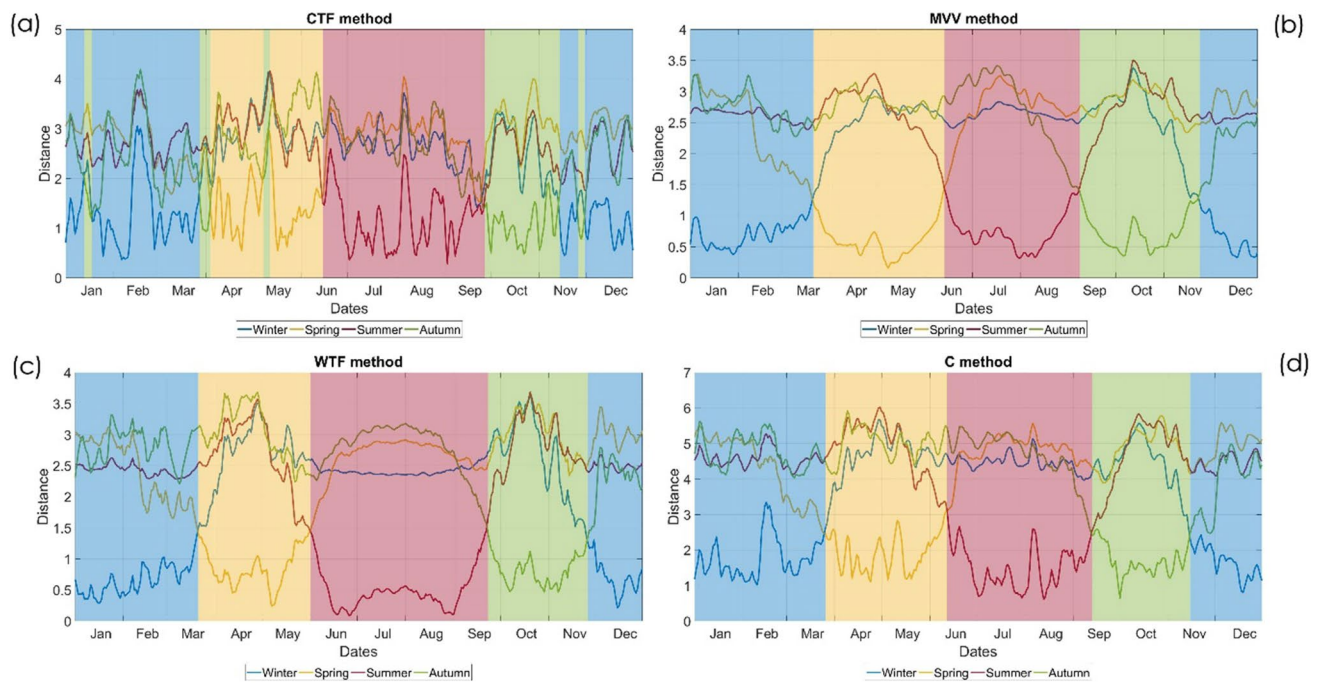 (a)
CTF method
Distance
5
4
3
2
1
0
Jan Feb Mar Apr May Jun Jul Aug Sep Oct Nov Dec
Dates
Winter Spring Summer Autumn
MVV method
(b)
Distance
4
3.5
3
2.5
2
1.5
1
0.5
0
Jan Feb Mar Apr May Jun Jul Aug Sep Oct Nov Dec
Dates
Winter Spring Summer Autumn
(c)
WTF method
Distance
4
3.5
3
2.5
2
1.5
1
0.5
0
Jan Feb Mar Apr May Jun Jul Aug Sep Oct Nov Dec
Dates
Winter Spring Summer Autumn
C method
(d)
Distance
7
6
5
4
3
2
1
0
Jan Feb Mar Apr May Jun Jul Aug Sep Oct Nov Dec
Dates
Winter Spring Summer Autumn